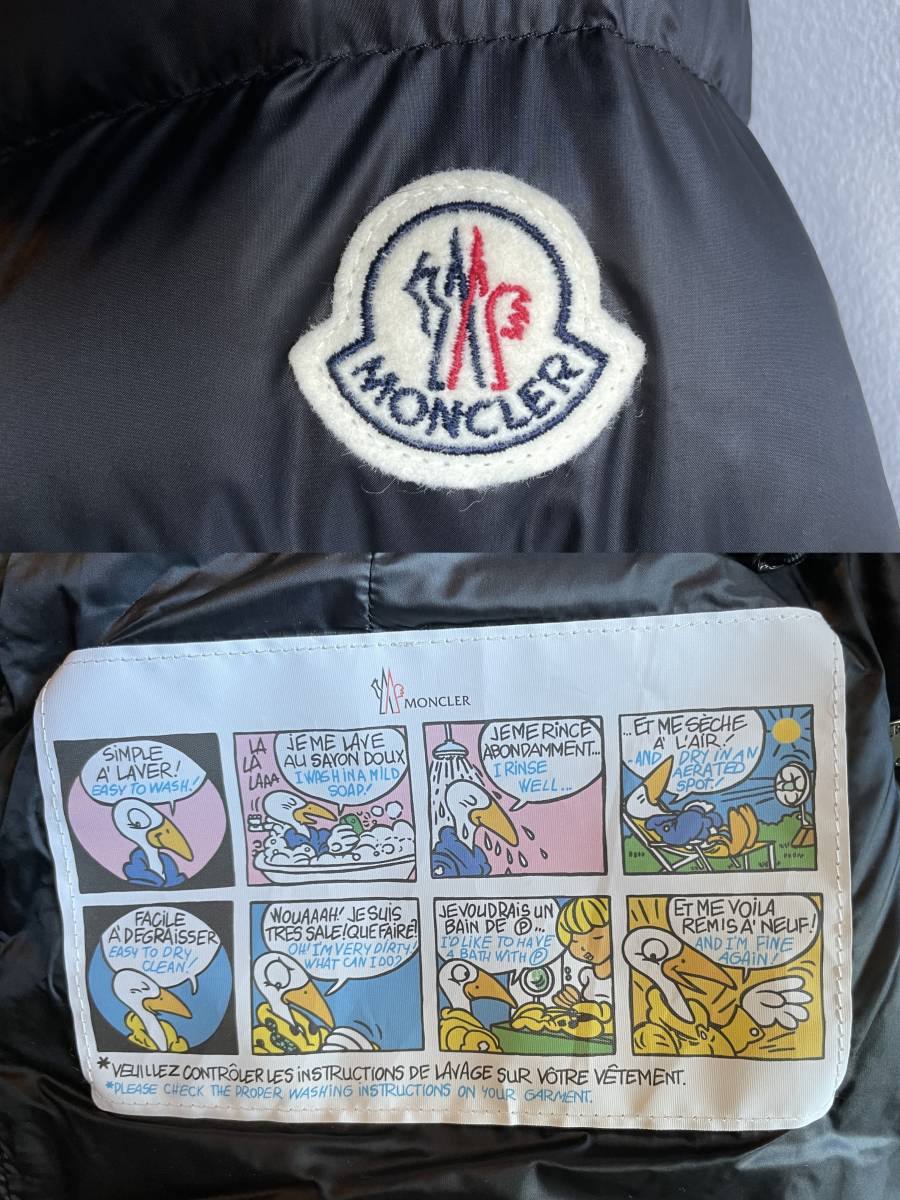 MONCLER
MONCLER
SIMPLE
A' LAVER!
EASY TO WASH!
LA
LA
LAAA
JE ME LAVE
AU SAVON DOUX
I WASH IN A MILD
SOAP!
JE ME RINCE
ABONDAMMENT...
I RINSE
WELL...
...ET ME SÈCHE
A' L'AIR!
-AND DRY IN AN
AERATED
SPOT!
FACILE
A' DEGRAISSER
EASY TO DRY
CLEAN!
WOUAAAH! JE SUIS
TRES SALE! QUE FAIRE?
OH! I'M VERY DIRTY!
WHAT CAN I DO?
JE VOUDRAIS UN
BAIN DE Ⓟ...
I'D LIKE TO HAVE
A BATH WITH Ⓟ
ET ME VOILA
REMIS A' NEUF!
AND I'M FINE
AGAIN!
*VEUILLEZ CONTRÔLER LES INSTRUCTIONS DE LAVAGE SUR VÔTRE VÊTEMENT.
*PLEASE CHECK THE PROPER WASHING INSTRUCTIONS ON YOUR GARMENT.